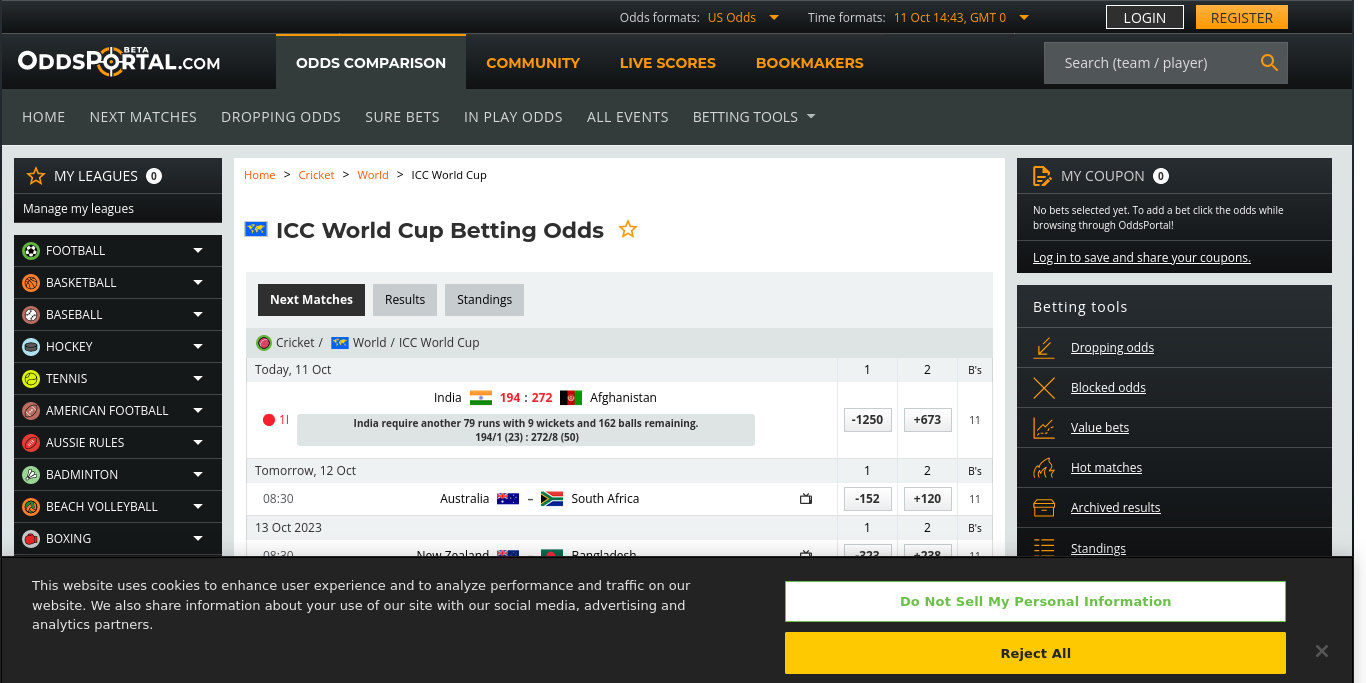 Odds formats: US Odds
Time formats: 11 Oct 14:43, GMT 0
LOGIN
REGISTER
ODDSPORTAL.COM
BETA
ODDS COMPARISON
COMMUNITY
LIVE SCORES
BOOKMAKERS
Search (team / player)
HOME
NEXT MATCHES
DROPPING ODDS
SURE BETS
IN PLAY ODDS
ALL EVENTS
BETTING TOOLS
MY LEAGUES 0
Manage my leagues
FOOTBALL
BASKETBALL
BASEBALL
HOCKEY
TENNIS
AMERICAN FOOTBALL
AUSSIE RULES
BADMINTON
BEACH VOLLEYBALL
BOXING
Home > Cricket > World > ICC World Cup
ICC World Cup Betting Odds
Next Matches
Results
Standings
Cricket / World / ICC World Cup
Today, 11 Oct 1 2 B's
India 194 : 272 Afghanistan
1I
India require another 79 runs with 9 wickets and 162 balls remaining.
194/1 (23) : 272/8 (50)
-1250 +673 11
Tomorrow, 12 Oct 1 2 B's
08:30 Australia – South Africa -152 +120 11
13 Oct 2023 1 2 B's
08:30 New Zealand Bangladesh -323 +238 11
MY COUPON 0
No bets selected yet. To add a bet click the odds while
browsing through OddsPortal!
Log in to save and share your coupons.
Betting tools
Dropping odds
Blocked odds
Value bets
Hot matches
Archived results
Standings
This website uses cookies to enhance user experience and to analyze performance and traffic on our
website. We also share information about your use of our site with our social media, advertising and
analytics partners.
Do Not Sell My Personal Information
Reject All